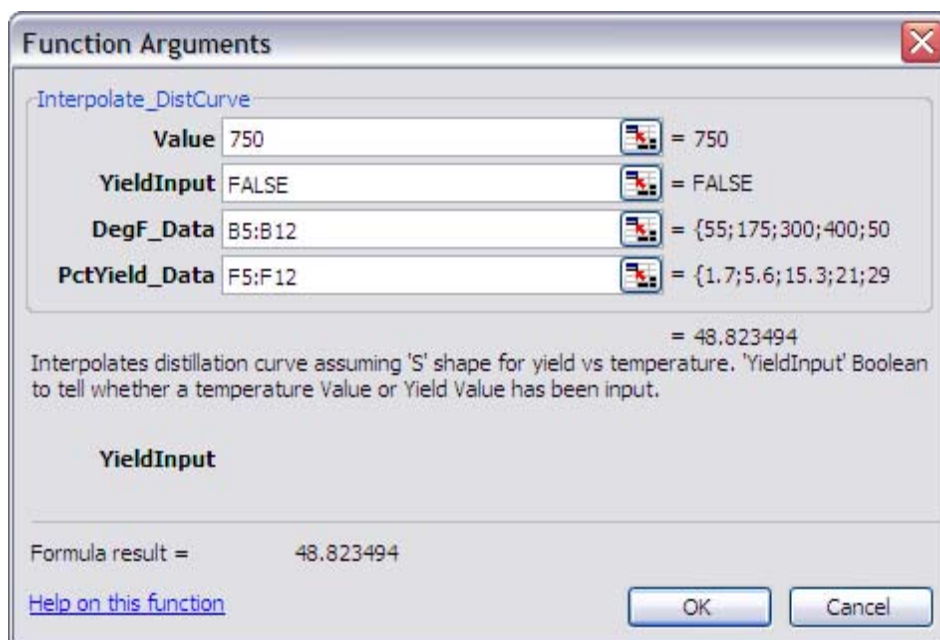 Function Arguments
Interpolate_DistCurve
Value 750 = 750
YieldInput FALSE = FALSE
DegF_Data B5:B12 = {55;175;300;400;50
PctYield_Data F5:F12 = {1.7;5.6;15.3;21;29
= 48.823494
Interpolates distillation curve assuming 'S' shape for yield vs temperature. 'YieldInput' Boolean
to tell whether a temperature Value or Yield Value has been input.
YieldInput
Formula result = 48.823494
Help on this function OK Cancel